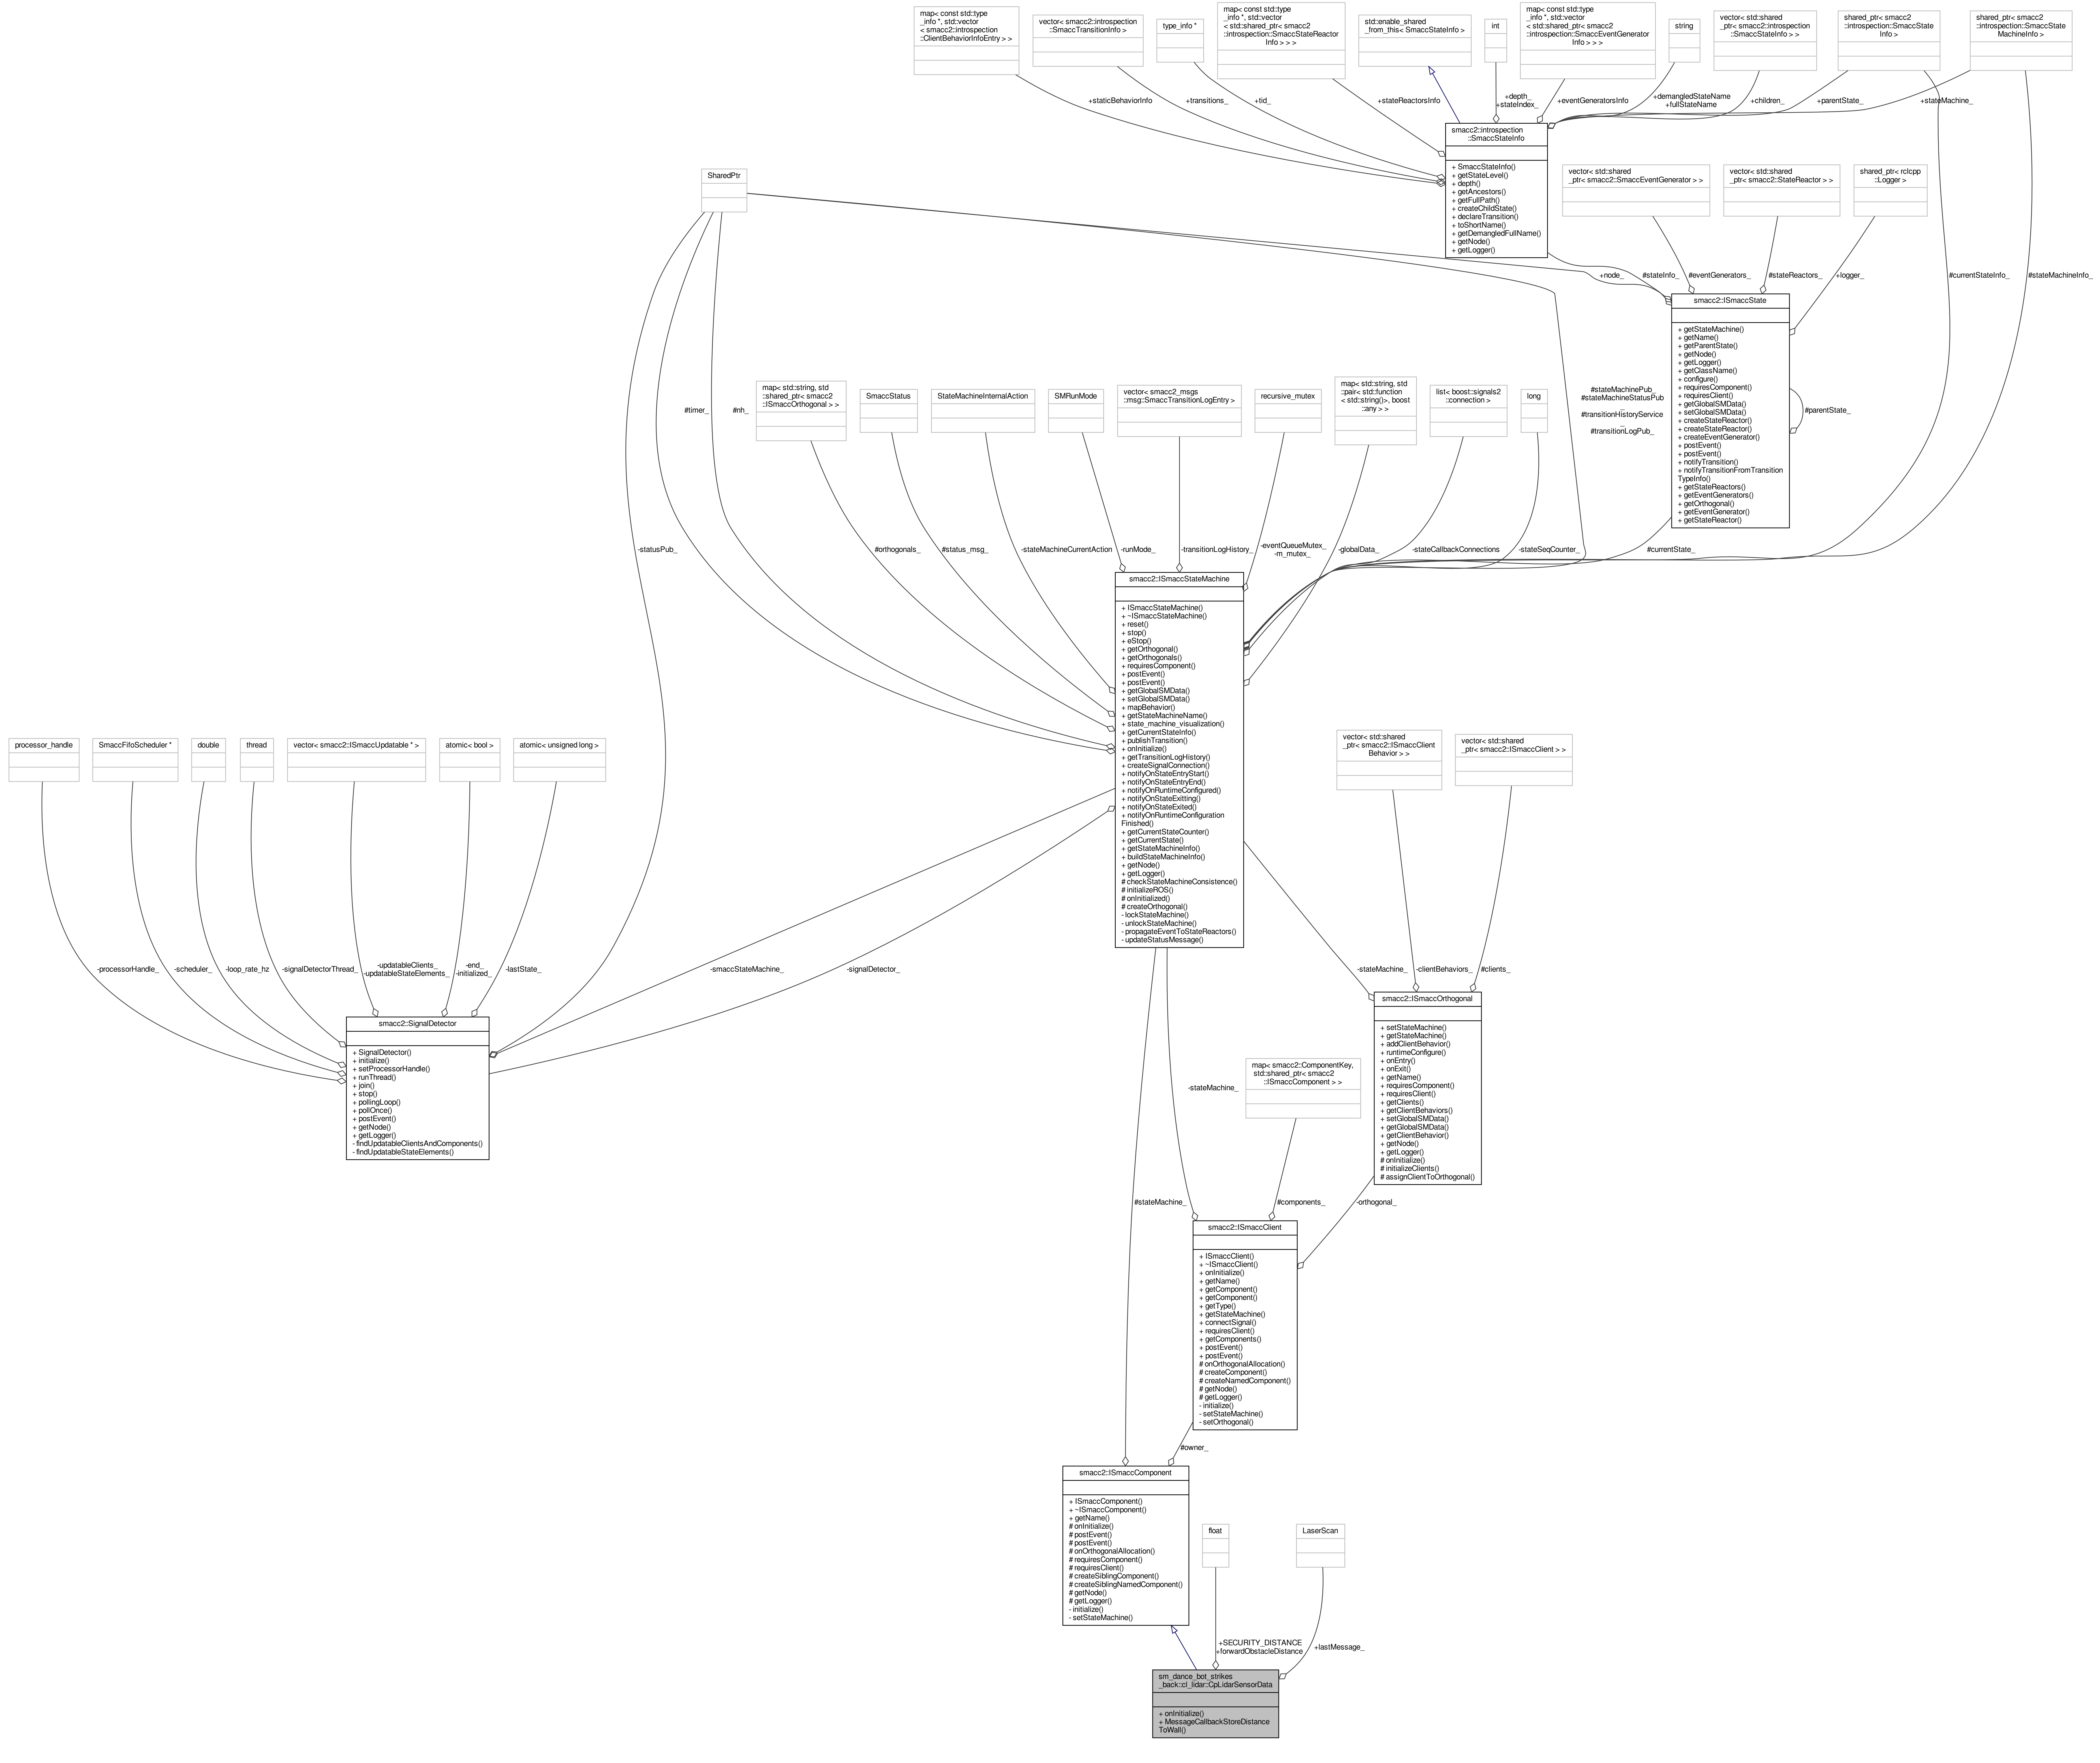 map< const std::type
_info *, std::vector
< smacc2::introspection
::ClientBehaviorInfoEntry > >
vector< smacc2::introspection
::SmaccTransitionInfo >
type_info *
map< const std::type
_info *, std::vector
< std::shared_ptr< smacc2
::introspection::SmaccStateReactor
Info > > >
std::enable_shared
_from_this< SmaccStateInfo >
int
map< const std::type
_info *, std::vector
< std::shared_ptr< smacc2
::introspection::SmaccEventGenerator
Info > > >
string
vector< std::shared
_ptr< smacc2::introspection
::SmaccStateInfo > >
shared_ptr< smacc2
::introspection::SmaccState
Info >
shared_ptr< smacc2
::introspection::SmaccState
MachineInfo >
+staticBehaviorInfo
+transitions_
+tid_
+stateReactorsInfo
+depth_
+stateIndex_
+eventGeneratorsInfo
+demangledStateName
+fullStateName
+children_
+parentState_
+stateMachine_
smacc2::introspection
::SmaccStateInfo
+ SmaccStateInfo()
+ getStateLevel()
+ depth()
+ getAncestors()
+ getFullPath()
+ createChildState()
+ declareTransition()
+ toShortName()
+ getDemangledFullName()
+ getNode()
+ getLogger()
SharedPtr
vector< std::shared
_ptr< smacc2::SmaccEventGenerator > >
vector< std::shared
_ptr< smacc2::StateReactor > >
shared_ptr< rclcpp
::Logger >
+node_
#stateInfo_
#eventGenerators_
#stateReactors_
+logger_
#currentStateInfo_
#stateMachineInfo_
smacc2::ISmaccState
+ getStateMachine()
+ getName()
+ getParentState()
+ getNode()
+ getLogger()
+ getClassName()
+ configure()
+ requiresComponent()
+ requiresClient()
+ getGlobalSMData()
+ setGlobalSMData()
+ createStateReactor()
+ createStateReactor()
+ createEventGenerator()
+ postEvent()
+ postEvent()
+ notifyTransition()
+ notifyTransitionFromTransition
TypeInfo()
+ getStateReactors()
+ getEventGenerators()
+ getOrthogonal()
+ getEventGenerator()
+ getStateReactor()
#parentState_
#timer_
#nh_
map< std::string, std
::shared_ptr< smacc2
::ISmaccOrthogonal > >
SmaccStatus
StateMachineInternalAction
SMRunMode
vector< smacc2_msgs
::msg::SmaccTransitionLogEntry >
recursive_mutex
map< std::string, std
::pair< std::function
< std::string()>, boost
::any > >
list< boost::signals2
::connection >
long
#stateMachinePub_
#stateMachineStatusPub
_
#transitionHistoryService
_
#transitionLogPub_
-statusPub_
#orthogonals_
#status_msg_
-stateMachineCurrentAction
-runMode_
-transitionLogHistory_
-eventQueueMutex_
-m_mutex_
-globalData_
-stateCallbackConnections
-stateSeqCounter_
#currentState_
smacc2::ISmaccStateMachine
+ ISmaccStateMachine()
+ ~ISmaccStateMachine()
+ reset()
+ stop()
+ eStop()
+ getOrthogonal()
+ getOrthogonals()
+ requiresComponent()
+ postEvent()
+ postEvent()
+ getGlobalSMData()
+ setGlobalSMData()
+ mapBehavior()
+ getStateMachineName()
+ state_machine_visualization()
+ getCurrentStateInfo()
+ publishTransition()
+ onInitialize()
+ getTransitionLogHistory()
+ createSignalConnection()
+ notifyOnStateEntryStart()
+ notifyOnStateEntryEnd()
+ notifyOnRuntimeConfigured()
+ notifyOnStateExitting()
+ notifyOnStateExited()
+ notifyOnRuntimeConfiguration
Finished()
+ getCurrentStateCounter()
+ getCurrentState()
+ getStateMachineInfo()
+ buildStateMachineInfo()
+ getNode()
+ getLogger()
# checkStateMachineConsistence()
# initializeROS()
# onInitialized()
# createOrthogonal()
- lockStateMachine()
- unlockStateMachine()
- propagateEventToStateReactors()
- updateStatusMessage()
processor_handle
SmaccFifoScheduler *
double
thread
vector< smacc2::ISmaccUpdatable * >
atomic< bool >
atomic< unsigned long >
vector< std::shared
_ptr< smacc2::ISmaccClient
Behavior > >
vector< std::shared
_ptr< smacc2::ISmaccClient > >
-processorHandle_
-scheduler_
-loop_rate_hz
-signalDetectorThread_
-updatableClients_
-updatableStateElements_
-end_
-initialized_
-lastState_
-smaccStateMachine_
-signalDetector_
-stateMachine_
-clientBehaviors_
#clients_
smacc2::SignalDetector
+ SignalDetector()
+ initialize()
+ setProcessorHandle()
+ runThread()
+ join()
+ stop()
+ pollingLoop()
+ pollOnce()
+ postEvent()
+ getNode()
+ getLogger()
- findUpdatableClientsAndComponents()
- findUpdatableStateElements()
smacc2::ISmaccOrthogonal
+ setStateMachine()
+ getStateMachine()
+ addClientBehavior()
+ runtimeConfigure()
+ onEntry()
+ onExit()
+ getName()
+ requiresComponent()
+ requiresClient()
+ getClients()
+ getClientBehaviors()
+ setGlobalSMData()
+ getGlobalSMData()
+ getClientBehavior()
+ getNode()
+ getLogger()
# onInitialize()
# initializeClients()
# assignClientToOrthogonal()
map< smacc2::ComponentKey,
std::shared_ptr< smacc2
::ISmaccComponent > >
-stateMachine_
#stateMachine_
#components_
-orthogonal_
smacc2::ISmaccClient
+ ISmaccClient()
+ ~ISmaccClient()
+ onInitialize()
+ getName()
+ getComponent()
+ getComponent()
+ getType()
+ getStateMachine()
+ connectSignal()
+ requiresClient()
+ getComponents()
+ postEvent()
+ postEvent()
# onOrthogonalAllocation()
# createComponent()
# createNamedComponent()
# getNode()
# getLogger()
- initialize()
- setStateMachine()
- setOrthogonal()
#owner_
smacc2::ISmaccComponent
+ ISmaccComponent()
+ ~ISmaccComponent()
+ getName()
# onInitialize()
# postEvent()
# postEvent()
# onOrthogonalAllocation()
# requiresComponent()
# requiresClient()
# createSiblingComponent()
# createSiblingNamedComponent()
# getNode()
# getLogger()
- initialize()
- setStateMachine()
float
LaserScan
+SECURITY_DISTANCE
+forwardObstacleDistance
+lastMessage_
sm_dance_bot_strikes
_back::cl_lidar::CpLidarSensorData
+ onInitialize()
+ MessageCallbackStoreDistance
ToWall()